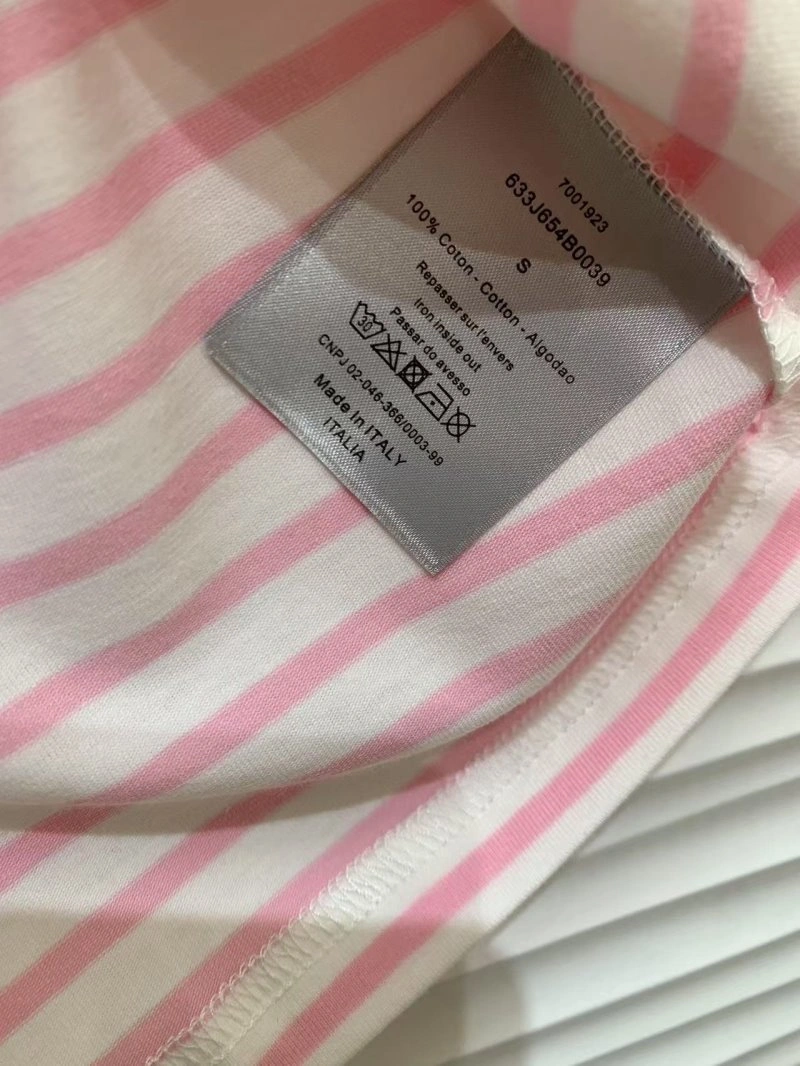 7001923
633J654B0039
S
100% Coton - Cotton - Algodao
Repasser sur l'envers
Iron inside out
Passar do avesso
30
CNPJ 02-046-366/0003-99
Made In ITALY
ITALIA